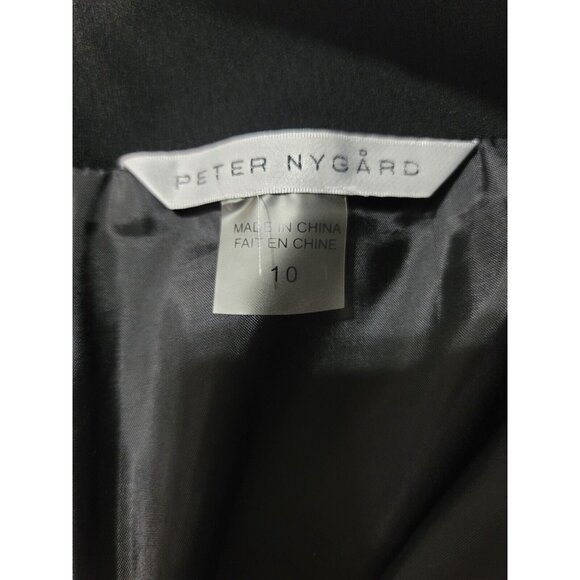 PETER NYGÅRD
MADE IN CHINA
FAIT EN CHINE
10